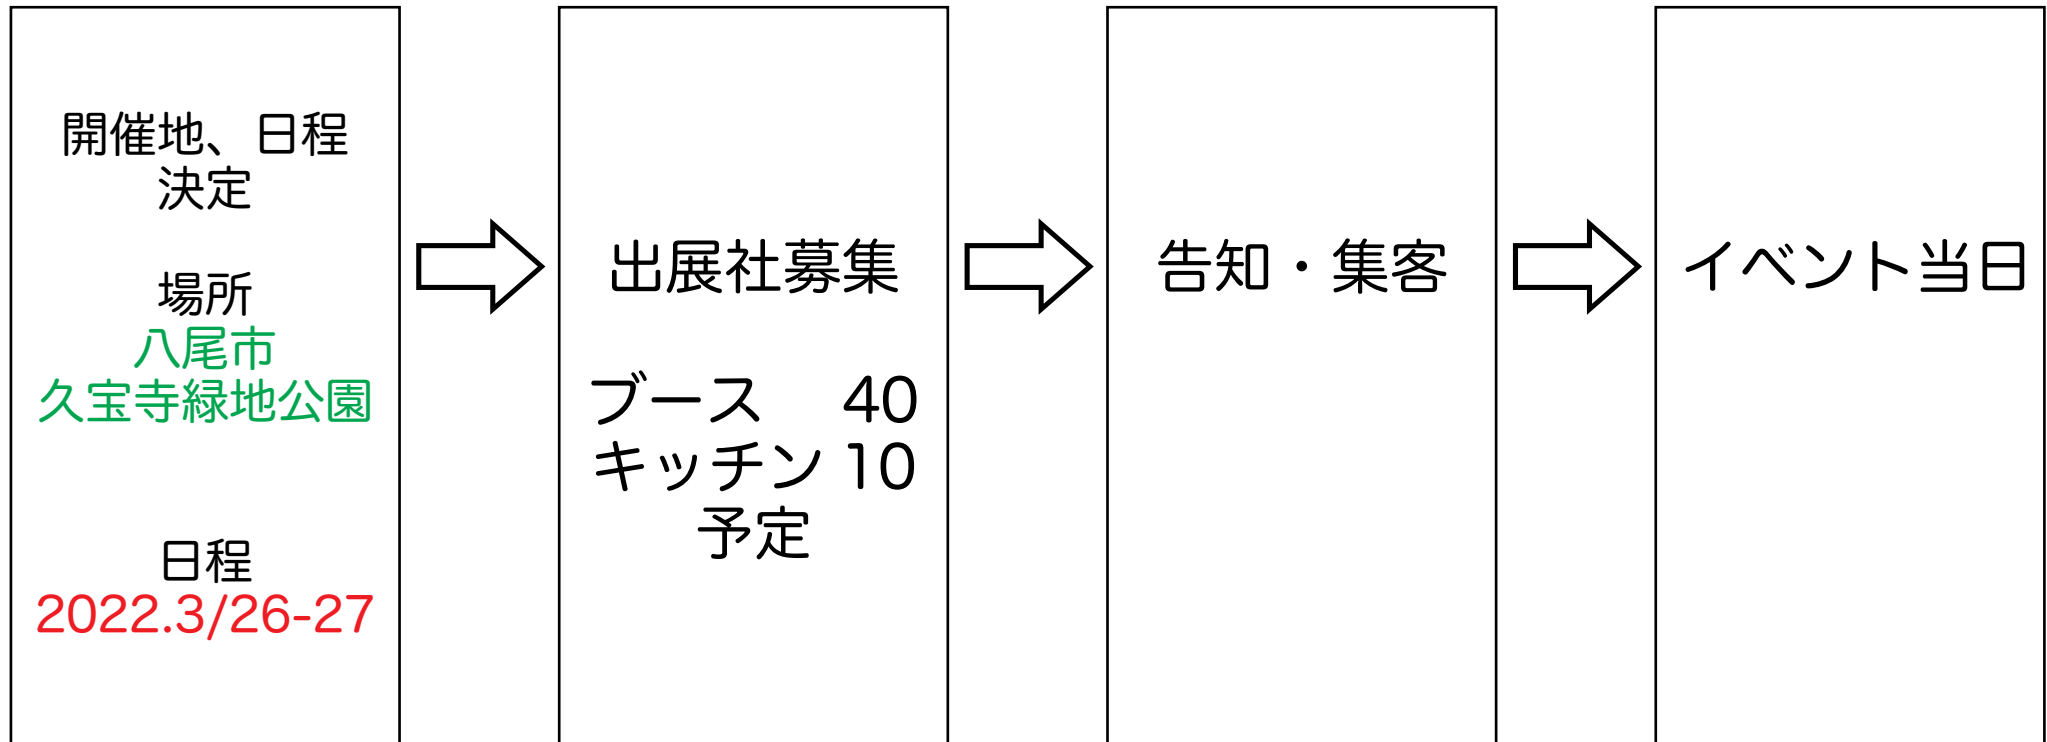 開催地、日程
決定
場所
八尾市
久宝寺緑地公園
日程
2022.3/26-27
出展社募集
ブース 40
キッチン 10
予定
告知・集客
イベント当日